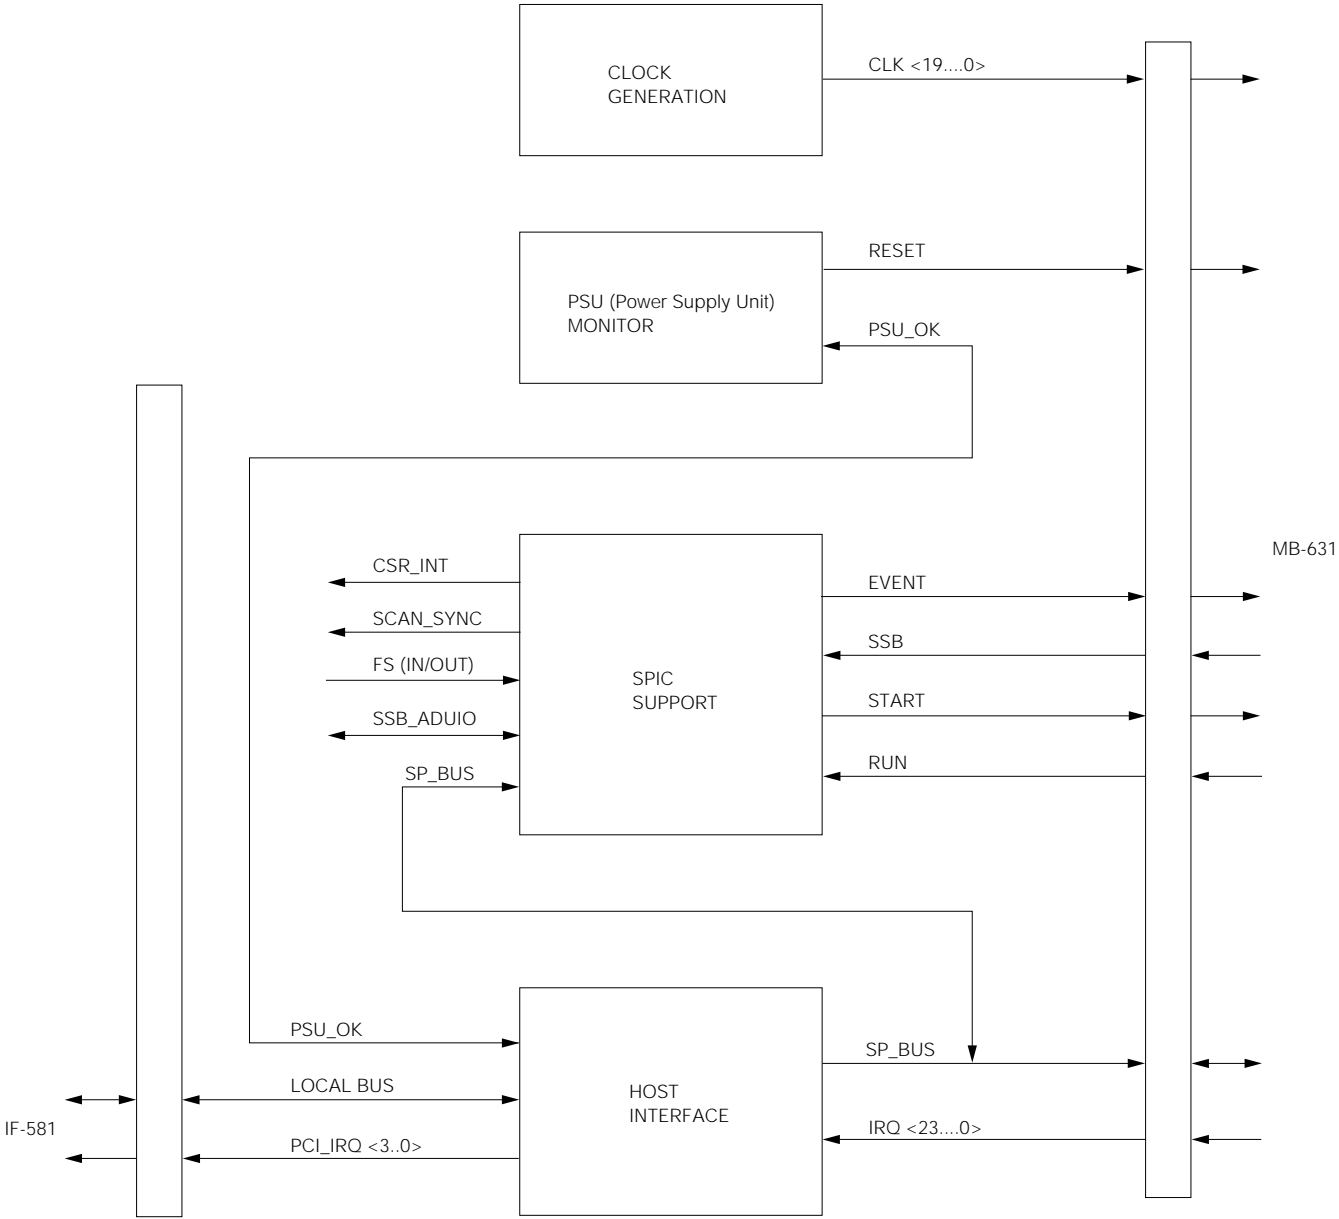 CLOCK
GENERATION
CLK <19....0>
PSU (Power Supply Unit)
MONITOR
RESET
PSU_OK
MB-631
CSR_INT
SCAN_SYNC
FS (IN/OUT)
SSB_ADUIO
SP_BUS
SPIC
SUPPORT
EVENT
SSB
START
RUN
PSU_OK
LOCAL BUS
PCI_IRQ <3..0>
IF-581
HOST
INTERFACE
SP_BUS
IRQ <23....0>